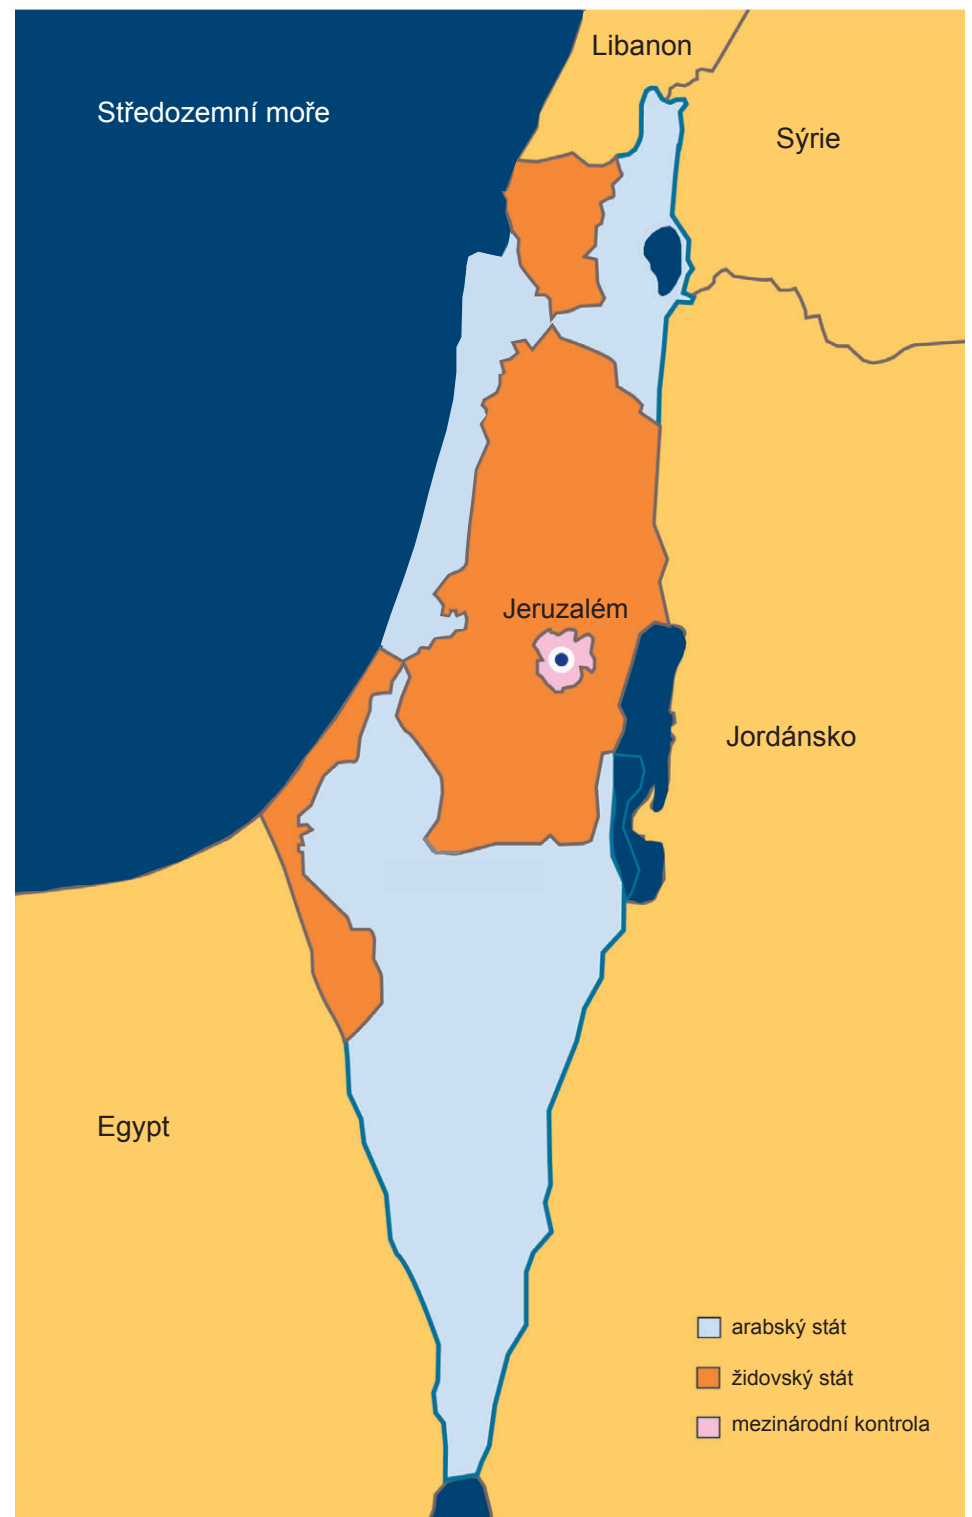 Libanon
Středozemní moře
Sýrie
Jeruzalém
Jordánsko
Egypt
arabský stát
židovský stát
mezinárodní kontrola